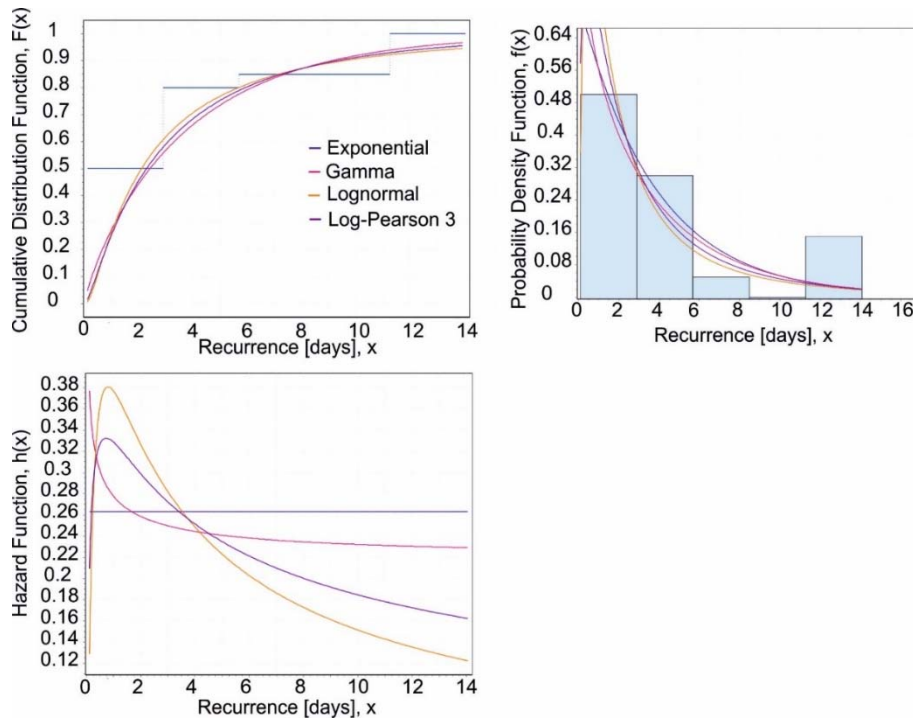 Cumulative Distribution Function, F(x)
1
0.9
0.8
0.7
0.6
0.5
0.4
0.3
0.2
0.1
0
Exponential
Gamma
Lognormal
Log-Pearson 3
0 2 4 6 8 10 12 14
Recurrence [days], x
Probability Density Function, f(x)
0.64
0.56
0.48
0.4
0.32
0.24
0.16
0.08
0
0 2 4 6 8 10 12 14 16
Recurrence [days], x
Hazard Function, h(x)
0.38
0.36
0.34
0.32
0.3
0.28
0.26
0.24
0.22
0.2
0.18
0.16
0.14
0.12
0 2 4 6 8 10 12 14
Recurrence [days], x